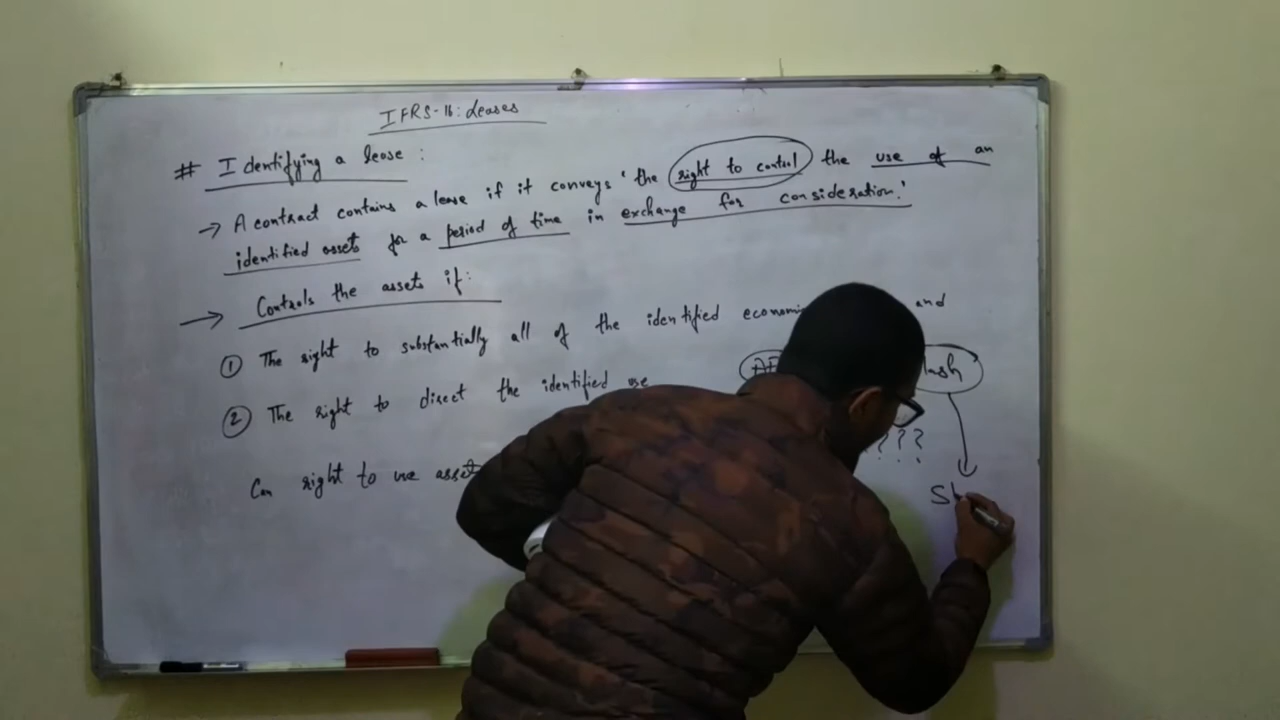 IFRS-16: Leases
# Identifying a lease :
→ A contract contains a lease if it conveys 'the right to control the use of an
identified assets for a period of time in exchange for consideration.'
→ Controls the assets if:
① The right to substantially all of the identified and
② The right to direct the identified use
Can right to use asset
???